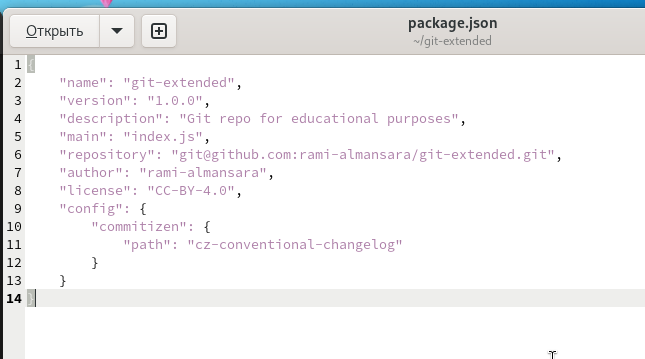 Открыть
package.json
~/git-extended
1 {
2 "name": "git-extended",
3 "version": "1.0.0",
4 "description": "Git repo for educational purposes",
5 "main": "index.js",
6 "repository": "git@github.com:rami-almansara/git-extended.git",
7 "author": "rami-almansara",
8 "license": "CC-BY-4.0",
9 "config": {
10 "commitizen": {
11 "path": "cz-conventional-changelog"
12 }
13 }
14 }